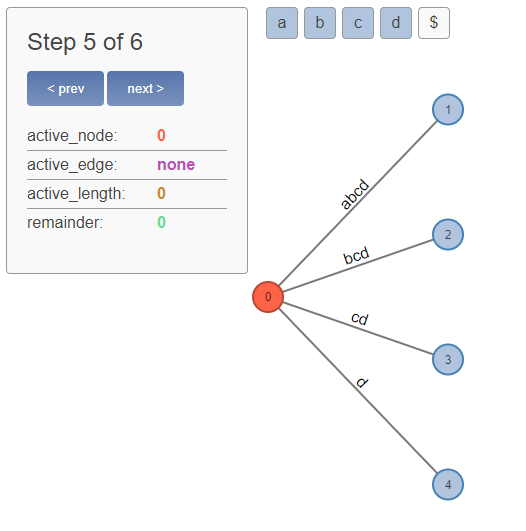 Step 5 of 6
< prev next >
active_node: 0
active_edge: none
active_length: 0
remainder: 0
a b c d $
1
abcd
2
bcd
0
cd
3
d
4